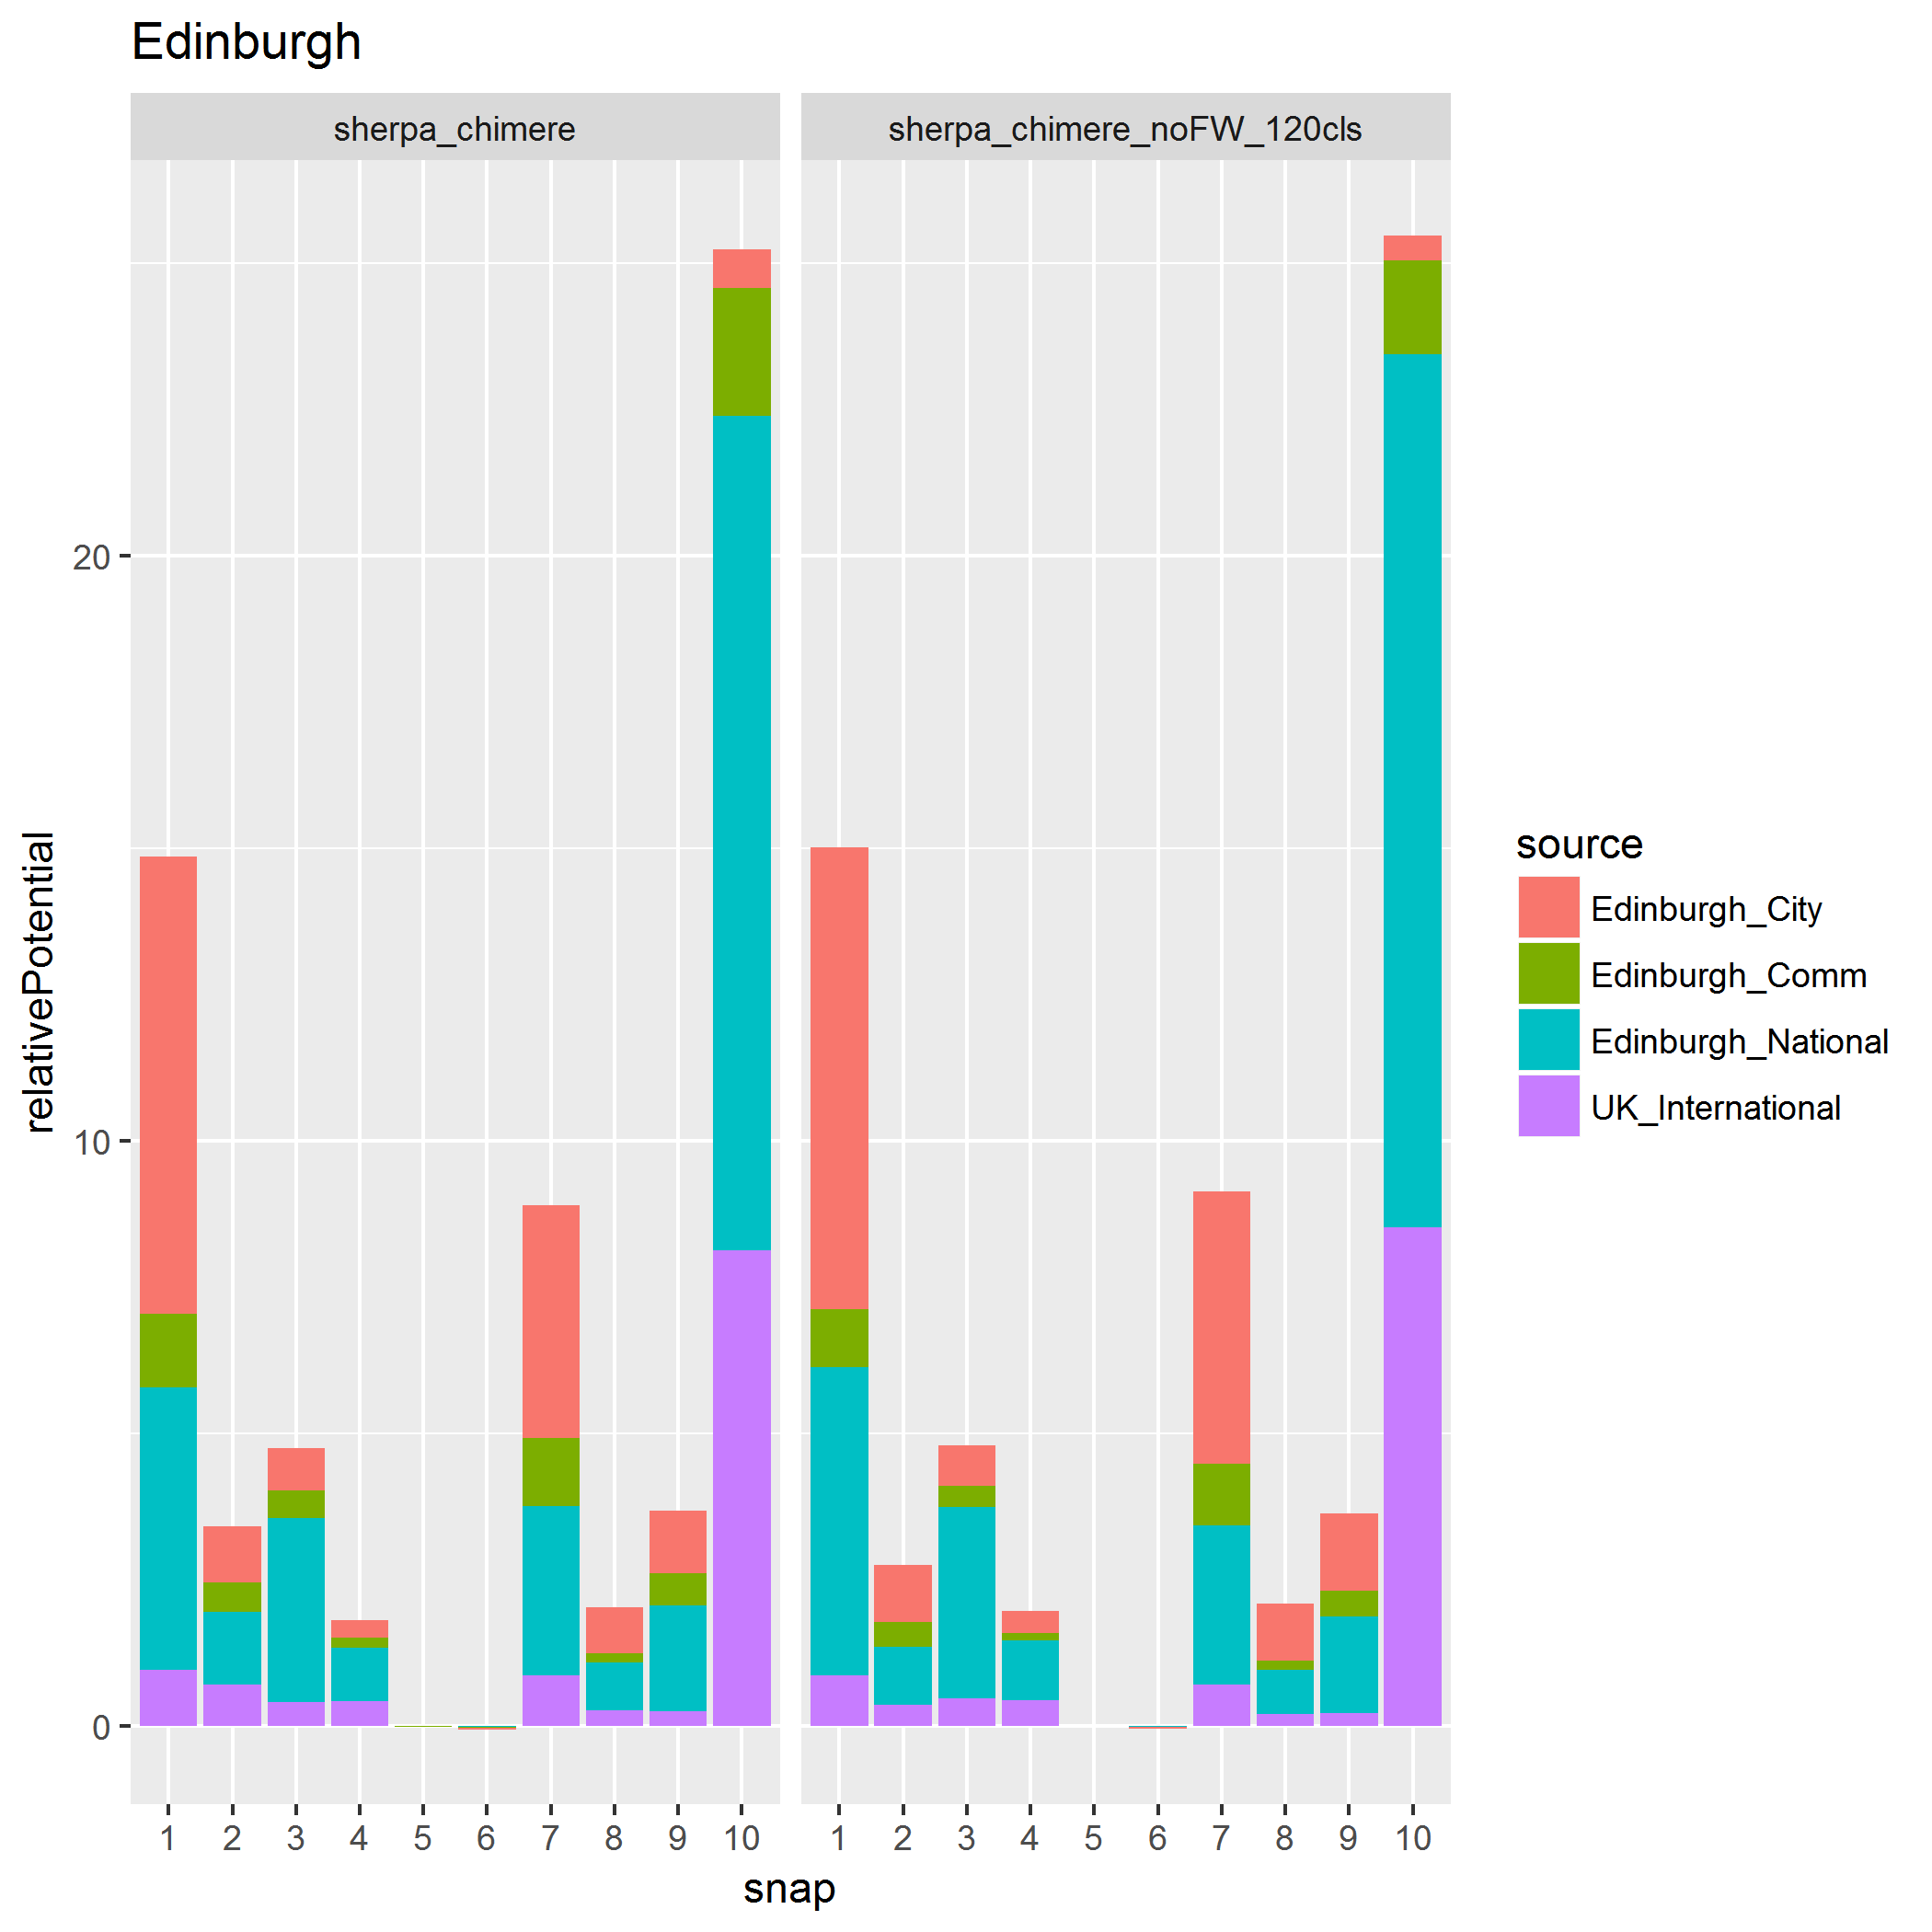 Edinburgh
sherpa_chimere
sherpa_chimere_noFW_120cls
relativePotential
20
10
0
1 2 3 4 5 6 7 8 9 10
1 2 3 4 5 6 7 8 9 10
snap
source
Edinburgh_City
Edinburgh_Comm
Edinburgh_National
UK_International